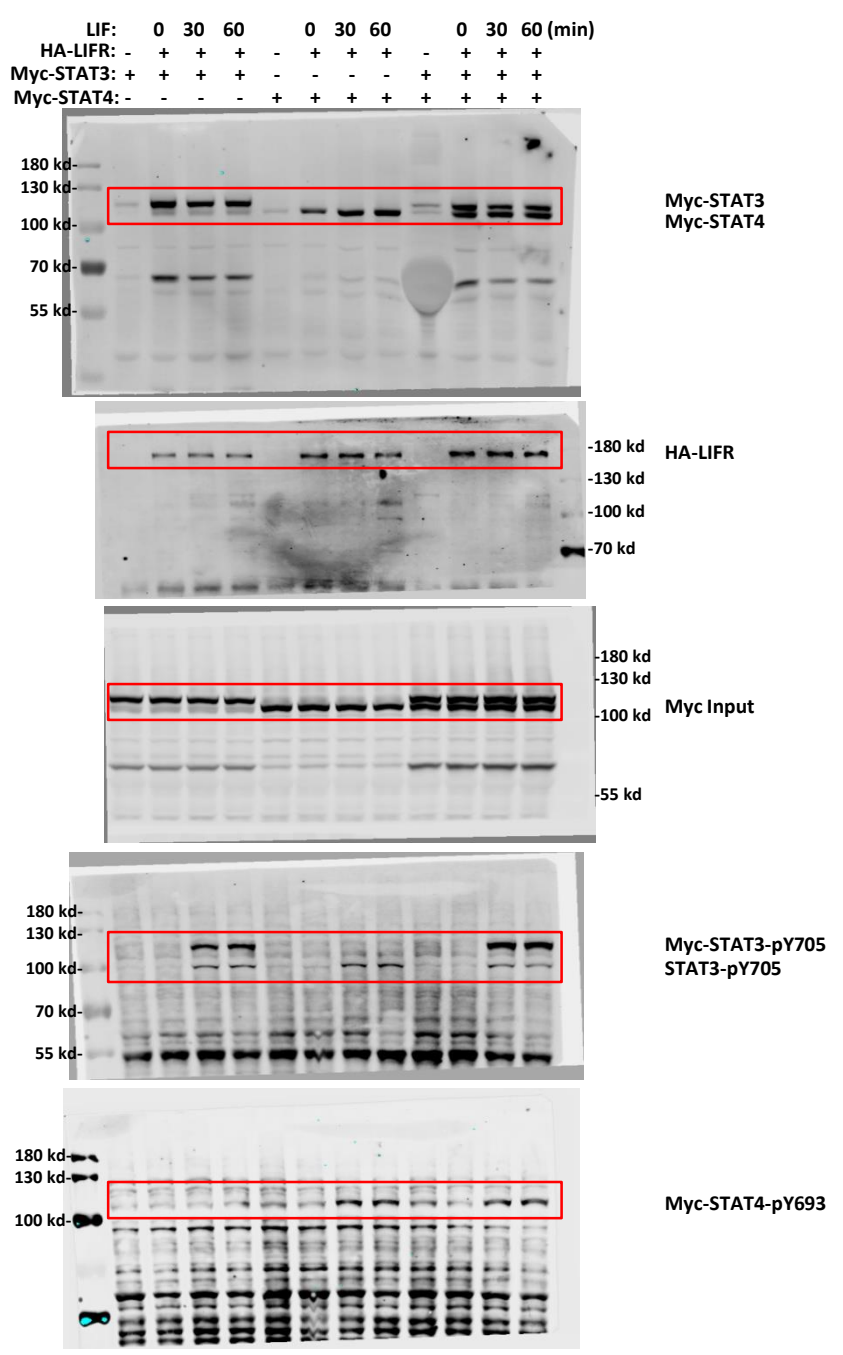 LIF: 0 30 60 0 30 60 0 30 60 (min)
HA-LIFR: - + + + - + + + - + + +
Myc-STAT3: + + + + - - - - + + + +
Myc-STAT4: - - - - + + + + + + + +
180 kd-
130 kd-
100 kd-
70 kd-
55 kd-
Myc-STAT3
Myc-STAT4
-180 kd
-130 kd
-100 kd
-70 kd
HA-LIFR
-180 kd
-130 kd
-100 kd
-55 kd
Myc Input
180 kd-
130 kd-
100 kd-
70 kd-
55 kd-
Myc-STAT3-pY705
STAT3-pY705
180 kd-
130 kd-
100 kd-
Myc-STAT4-pY693